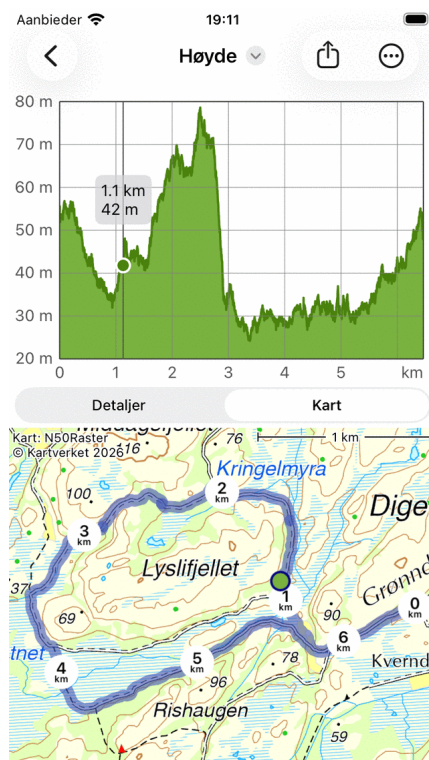 Aanbieder 19:11
Høyde
80 m
70 m
60 m
50 m
40 m
30 m
20 m
1.1 km
42 m
0 1 2 3 4 5 km
Detaljer Kart
Kart: N50Raster
© Kartverket 2026
1 km
116
76
Kringelmyra
100
2
km
Dige
3
km
Lyslifjellet
Grønnd
37
1
km
0
km
69
90
6
km
tnet
4
km
5
km
78
Kvernd
96
Rishaugen
59